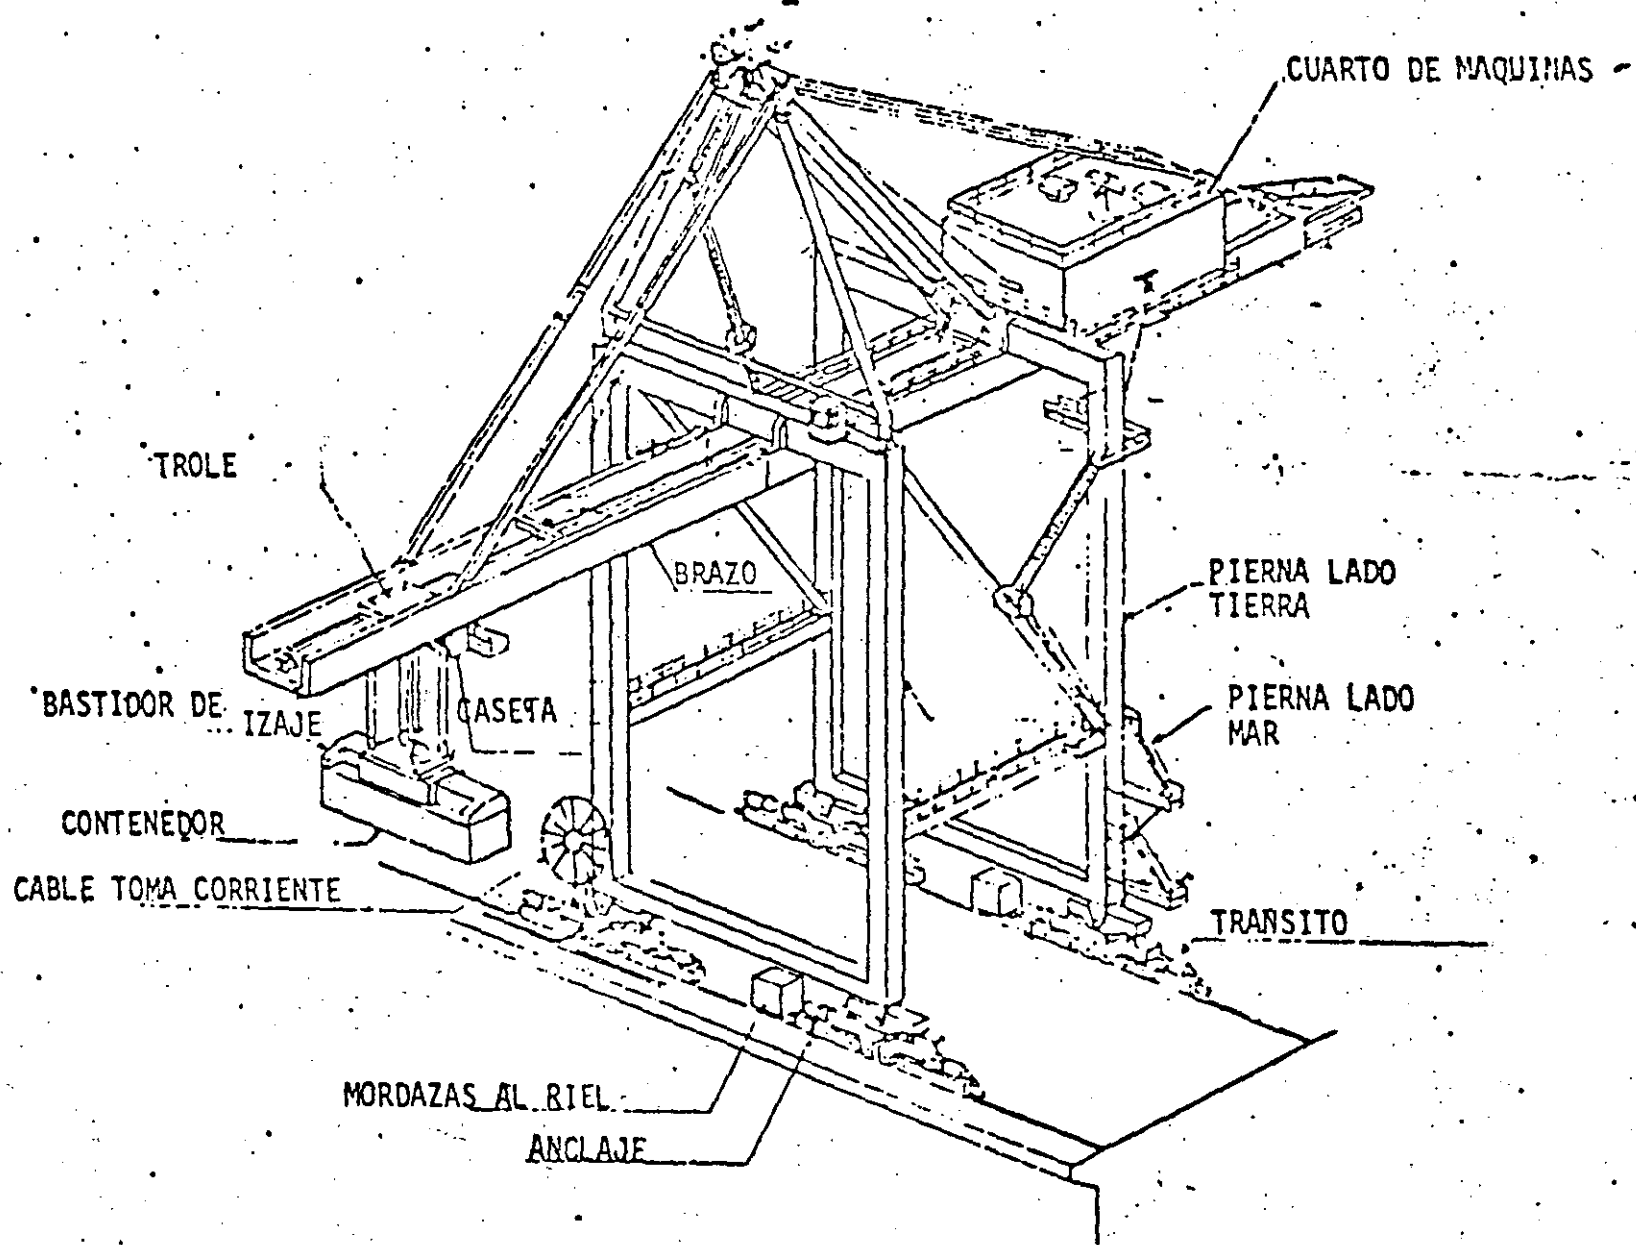 CUARTO DE MAQUINAS
TROLE
BRAZO
PIERNA LADO
TIERRA
PIERNA LADO
MAR
BASTIDOR DE
IZAJE
CASETA
CONTENEDOR
CABLE TOMA CORRIENTE
TRANSITO
MORDAZAS AL RIEL
ANCLAJE